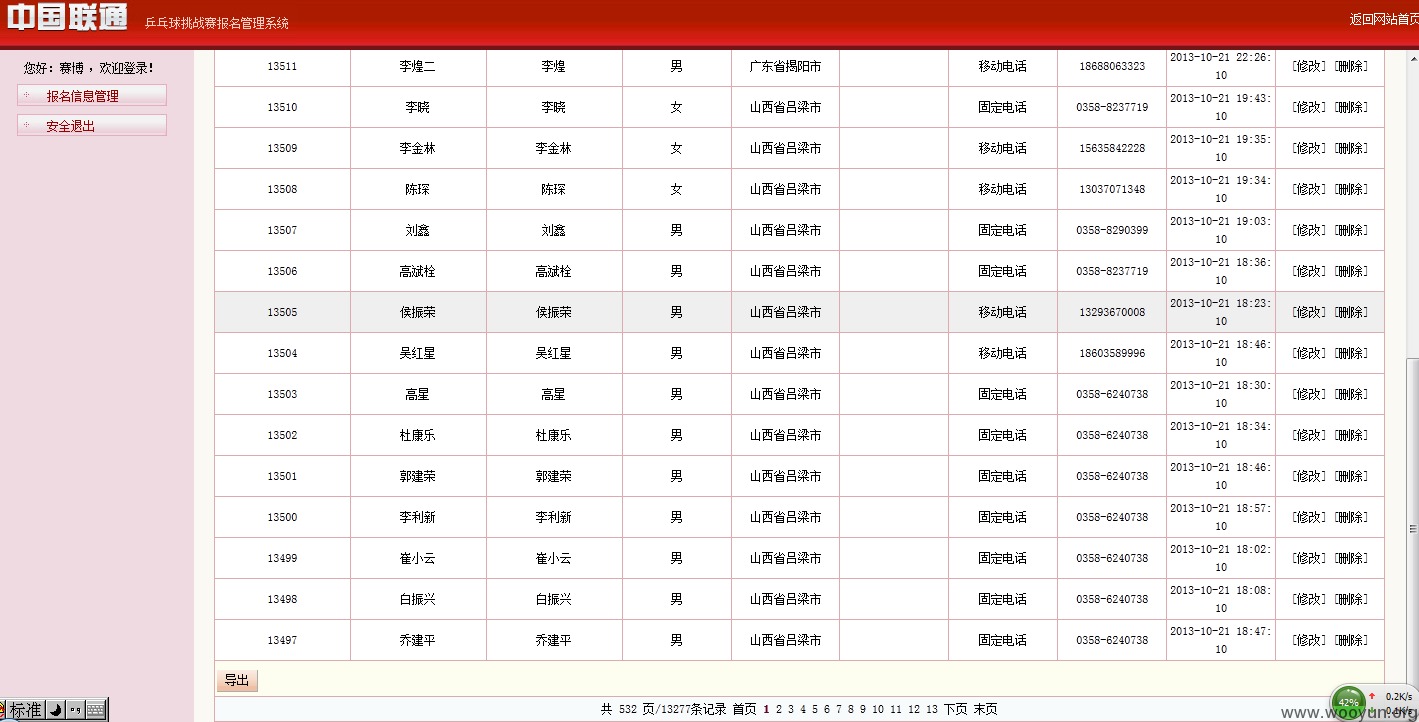 中国联通 乒乓球挑战赛报名管理系统 返回网站首页
您好：赛博，欢迎登录！
报名信息管理
安全退出
13511 李煌二 李煌 男 广东省揭阳市 移动电话 18688063323 2013-10-21 22:26:10 [修改] [删除]
13510 李晓 李晓 女 山西省吕梁市 固定电话 0358-8237719 2013-10-21 19:43:10 [修改] [删除]
13509 李金林 李金林 女 山西省吕梁市 移动电话 15635842228 2013-10-21 19:35:10 [修改] [删除]
13508 陈琛 陈琛 女 山西省吕梁市 移动电话 13037071348 2013-10-21 19:34:10 [修改] [删除]
13507 刘鑫 刘鑫 男 山西省吕梁市 固定电话 0358-8290399 2013-10-21 19:03:10 [修改] [删除]
13506 高斌栓 高斌栓 男 山西省吕梁市 固定电话 0358-8237719 2013-10-21 18:36:10 [修改] [删除]
13505 侯振荣 侯振荣 男 山西省吕梁市 移动电话 13293670008 2013-10-21 18:23:10 [修改] [删除]
13504 吴红星 吴红星 男 山西省吕梁市 移动电话 18603589996 2013-10-21 18:46:10 [修改] [删除]
13503 高星 高星 男 山西省吕梁市 固定电话 0358-6240738 2013-10-21 18:30:10 [修改] [删除]
13502 杜康乐 杜康乐 男 山西省吕梁市 固定电话 0358-6240738 2013-10-21 18:34:10 [修改] [删除]
13501 郭建荣 郭建荣 男 山西省吕梁市 固定电话 0358-6240738 2013-10-21 18:46:10 [修改] [删除]
13500 李利新 李利新 男 山西省吕梁市 固定电话 0358-6240738 2013-10-21 18:57:10 [修改] [删除]
13499 崔小云 崔小云 男 山西省吕梁市 固定电话 0358-6240738 2013-10-21 18:02:10 [修改] [删除]
13498 白振兴 白振兴 男 山西省吕梁市 固定电话 0358-6240738 2013-10-21 18:08:10 [修改] [删除]
13497 乔建平 乔建平 男 山西省吕梁市 固定电话 0358-6240738 2013-10-21 18:47:10 [修改] [删除]
导出
共 532 页/13277条记录 首页 1 2 3 4 5 6 7 8 9 10 11 12 13 下页 末页
标准
42% 0.2K/s
0.1K/s
www.wooyun.org